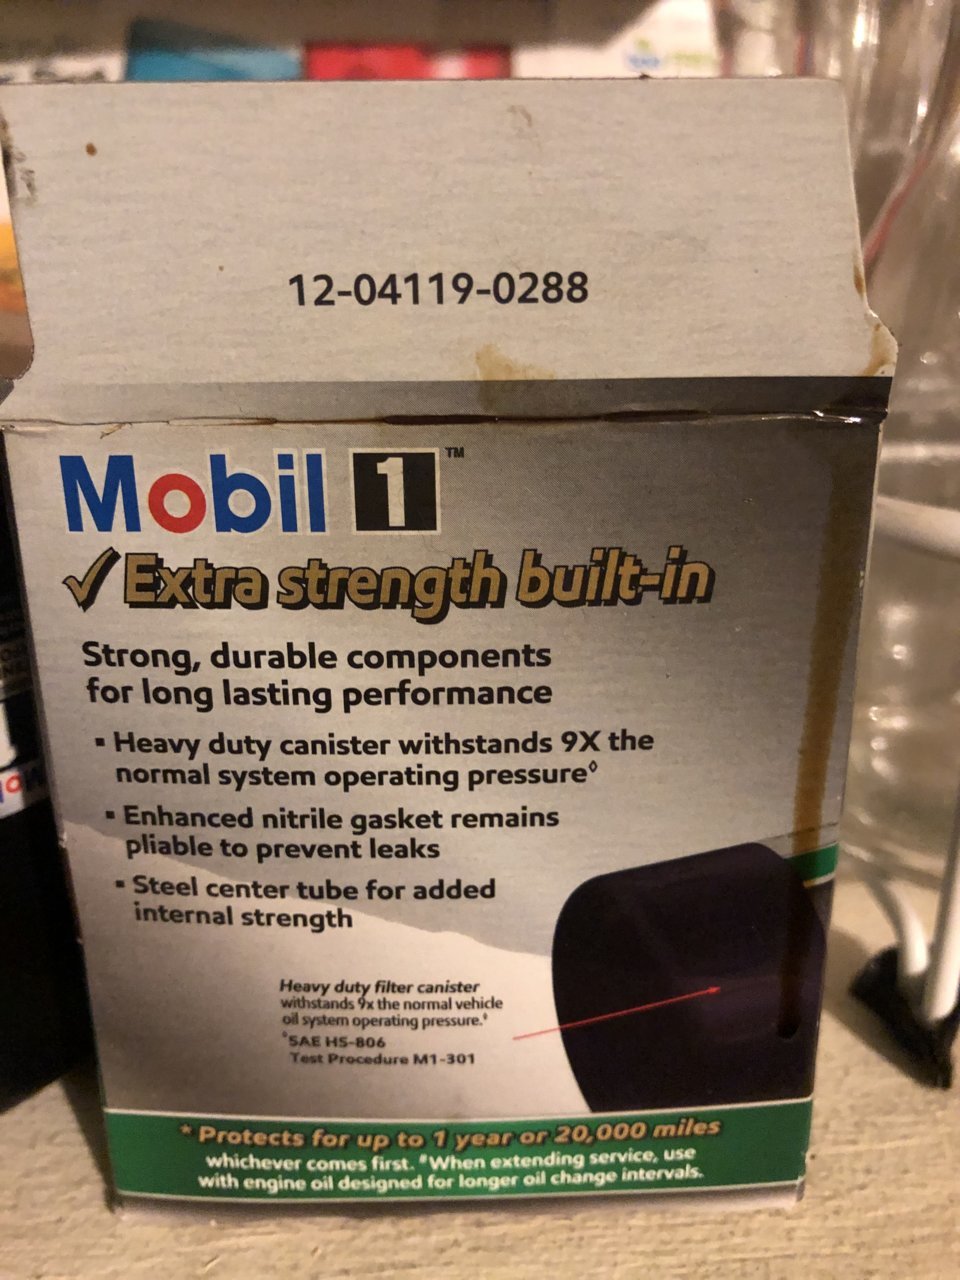 12-04119-0288
Mobil 1™
✓Extra strength built-in
Strong, durable components
for long lasting performance
▪ Heavy duty canister withstands 9X the
normal system operating pressure◊
▪ Enhanced nitrile gasket remains
pliable to prevent leaks
▪ Steel center tube for added
internal strength
Heavy duty filter canister
withstands 9x the normal vehicle
oil system operating pressure.◊
◊SAE HS-806
Test Procedure M1-301
* Protects for up to 1 year or 20,000 miles
whichever comes first. #When extending service, use
with engine oil designed for longer oil change intervals.